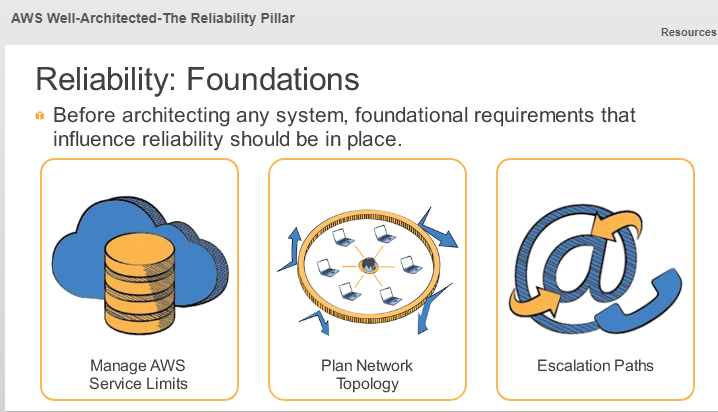 AWS Well-Architected-The Reliability Pillar
Resources
Reliability: Foundations
Before architecting any system, foundational requirements that
influence reliability should be in place.
Manage AWS
Service Limits
Plan Network
Topology
Escalation Paths